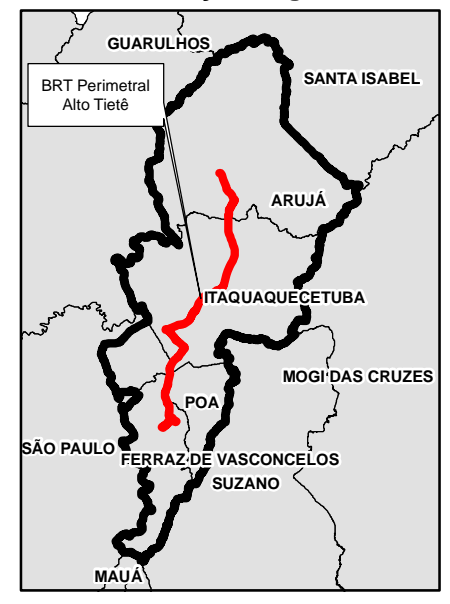 GUARULHOS
SANTA ISABEL
BRT Perimetral
Alto Tietê
ARUJÁ
ITAQUAQUECETUBA
MOGI DAS CRUZES
POA
SÃO PAULO
FERRAZ DE VASCONCELOS
SUZANO
MAUÁ